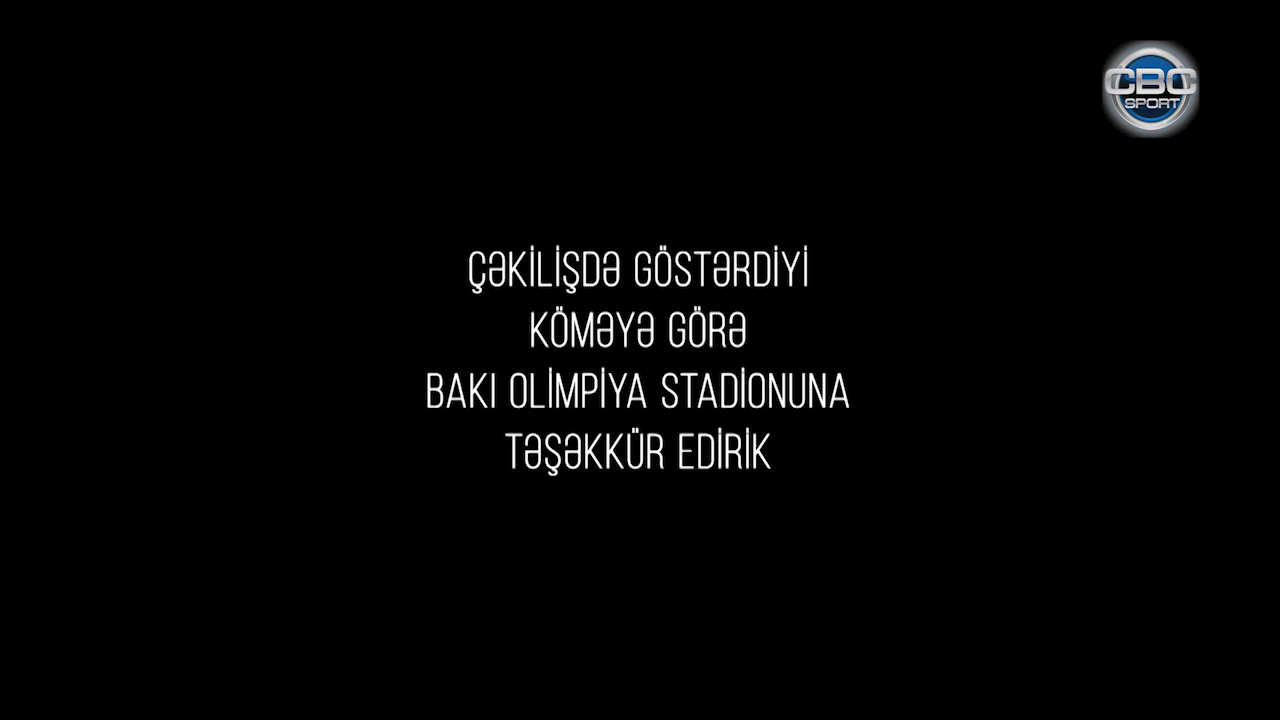 CBC
SPORT
ÇƏKİLİŞDƏ GÖSTƏRDİYİ
KÖMƏYƏ GÖRƏ
BAKI OLİMPİYA STADİONUNA
TƏŞƏKKÜR EDİRİK